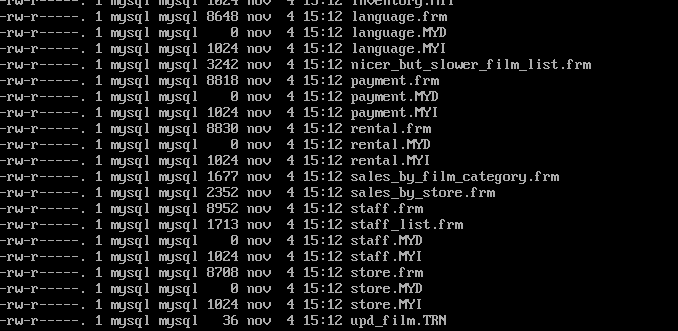 -rw-r-----. 1 mysql mysql 1024 nov  4 15:12 inventory.MYI
-rw-r-----. 1 mysql mysql 8648 nov  4 15:12 language.frm
-rw-r-----. 1 mysql mysql    0 nov  4 15:12 language.MYD
-rw-r-----. 1 mysql mysql 1024 nov  4 15:12 language.MYI
-rw-r-----. 1 mysql mysql 3242 nov  4 15:12 nicer_but_slower_film_list.frm
-rw-r-----. 1 mysql mysql 8818 nov  4 15:12 payment.frm
-rw-r-----. 1 mysql mysql    0 nov  4 15:12 payment.MYD
-rw-r-----. 1 mysql mysql 1024 nov  4 15:12 payment.MYI
-rw-r-----. 1 mysql mysql 8830 nov  4 15:12 rental.frm
-rw-r-----. 1 mysql mysql    0 nov  4 15:12 rental.MYD
-rw-r-----. 1 mysql mysql 1024 nov  4 15:12 rental.MYI
-rw-r-----. 1 mysql mysql 1677 nov  4 15:12 sales_by_film_category.frm
-rw-r-----. 1 mysql mysql 2352 nov  4 15:12 sales_by_store.frm
-rw-r-----. 1 mysql mysql 8952 nov  4 15:12 staff.frm
-rw-r-----. 1 mysql mysql 1713 nov  4 15:12 staff_list.frm
-rw-r-----. 1 mysql mysql    0 nov  4 15:12 staff.MYD
-rw-r-----. 1 mysql mysql 1024 nov  4 15:12 staff.MYI
-rw-r-----. 1 mysql mysql 8708 nov  4 15:12 store.frm
-rw-r-----. 1 mysql mysql    0 nov  4 15:12 store.MYD
-rw-r-----. 1 mysql mysql 1024 nov  4 15:12 store.MYI
-rw-r-----. 1 mysql mysql   36 nov  4 15:12 upd_film.TRN